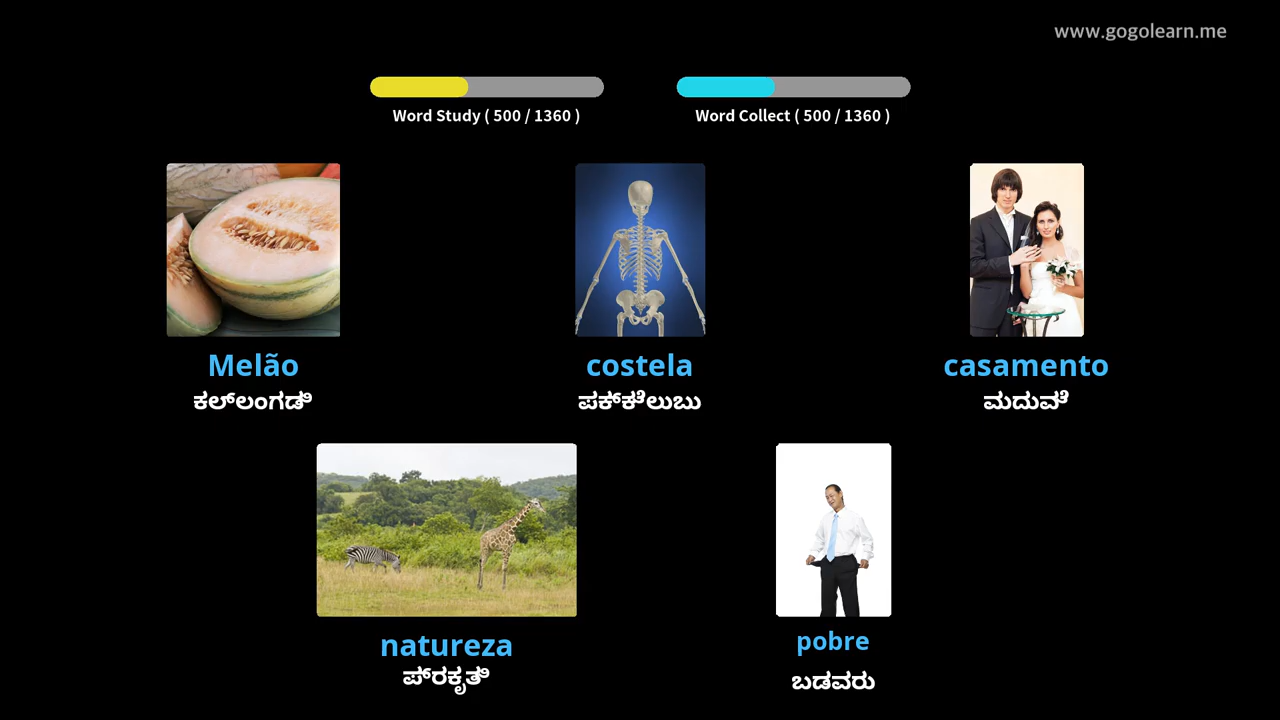 www.gogolearn.me
Word Study ( 500 / 1360 )
Word Collect ( 500 / 1360 )
Melão
ಕಲ್ಲಂಗಡಿ
costela
ಪಕ್ಕೆಲುಬು
casamento
ಮದುವೆ
natureza
ಪ್ರಕೃತಿ
pobre
ಬಡವರು